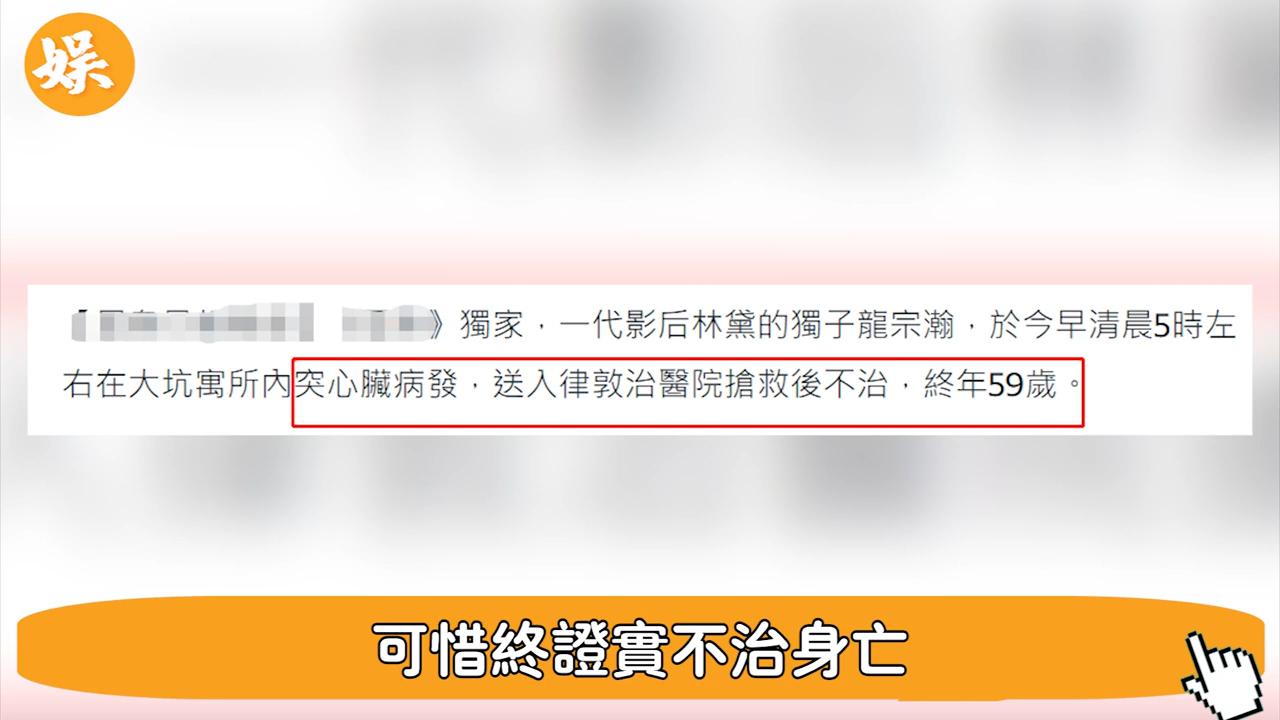 娱
》獨家，一代影后林黛的獨子龍宗瀚，於今早清晨5時左
右在大坑寓所內突心臟病發，送入律敦治醫院搶救後不治，終年59歲。
可惜終證實不治身亡